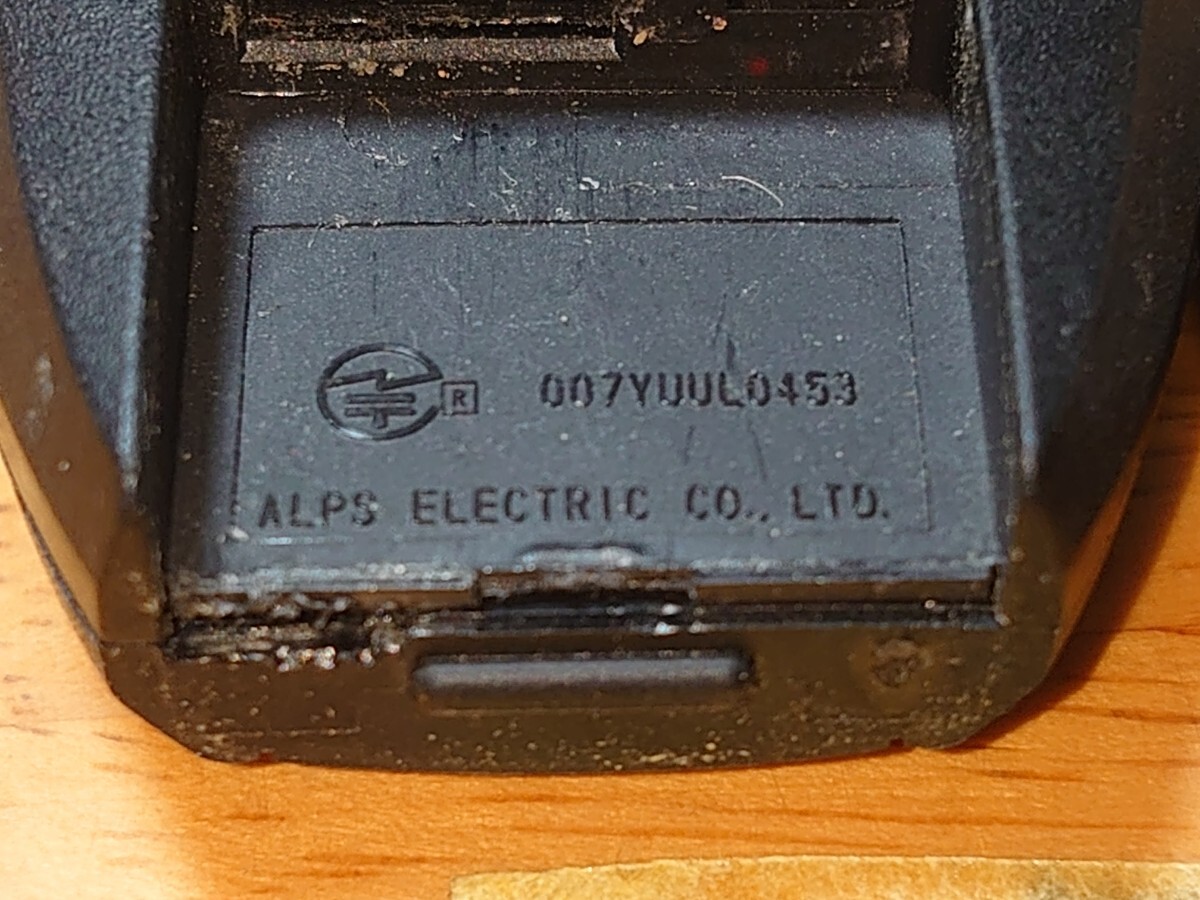 R 007YUUL0453
ALPS ELECTRIC CO., LTD.